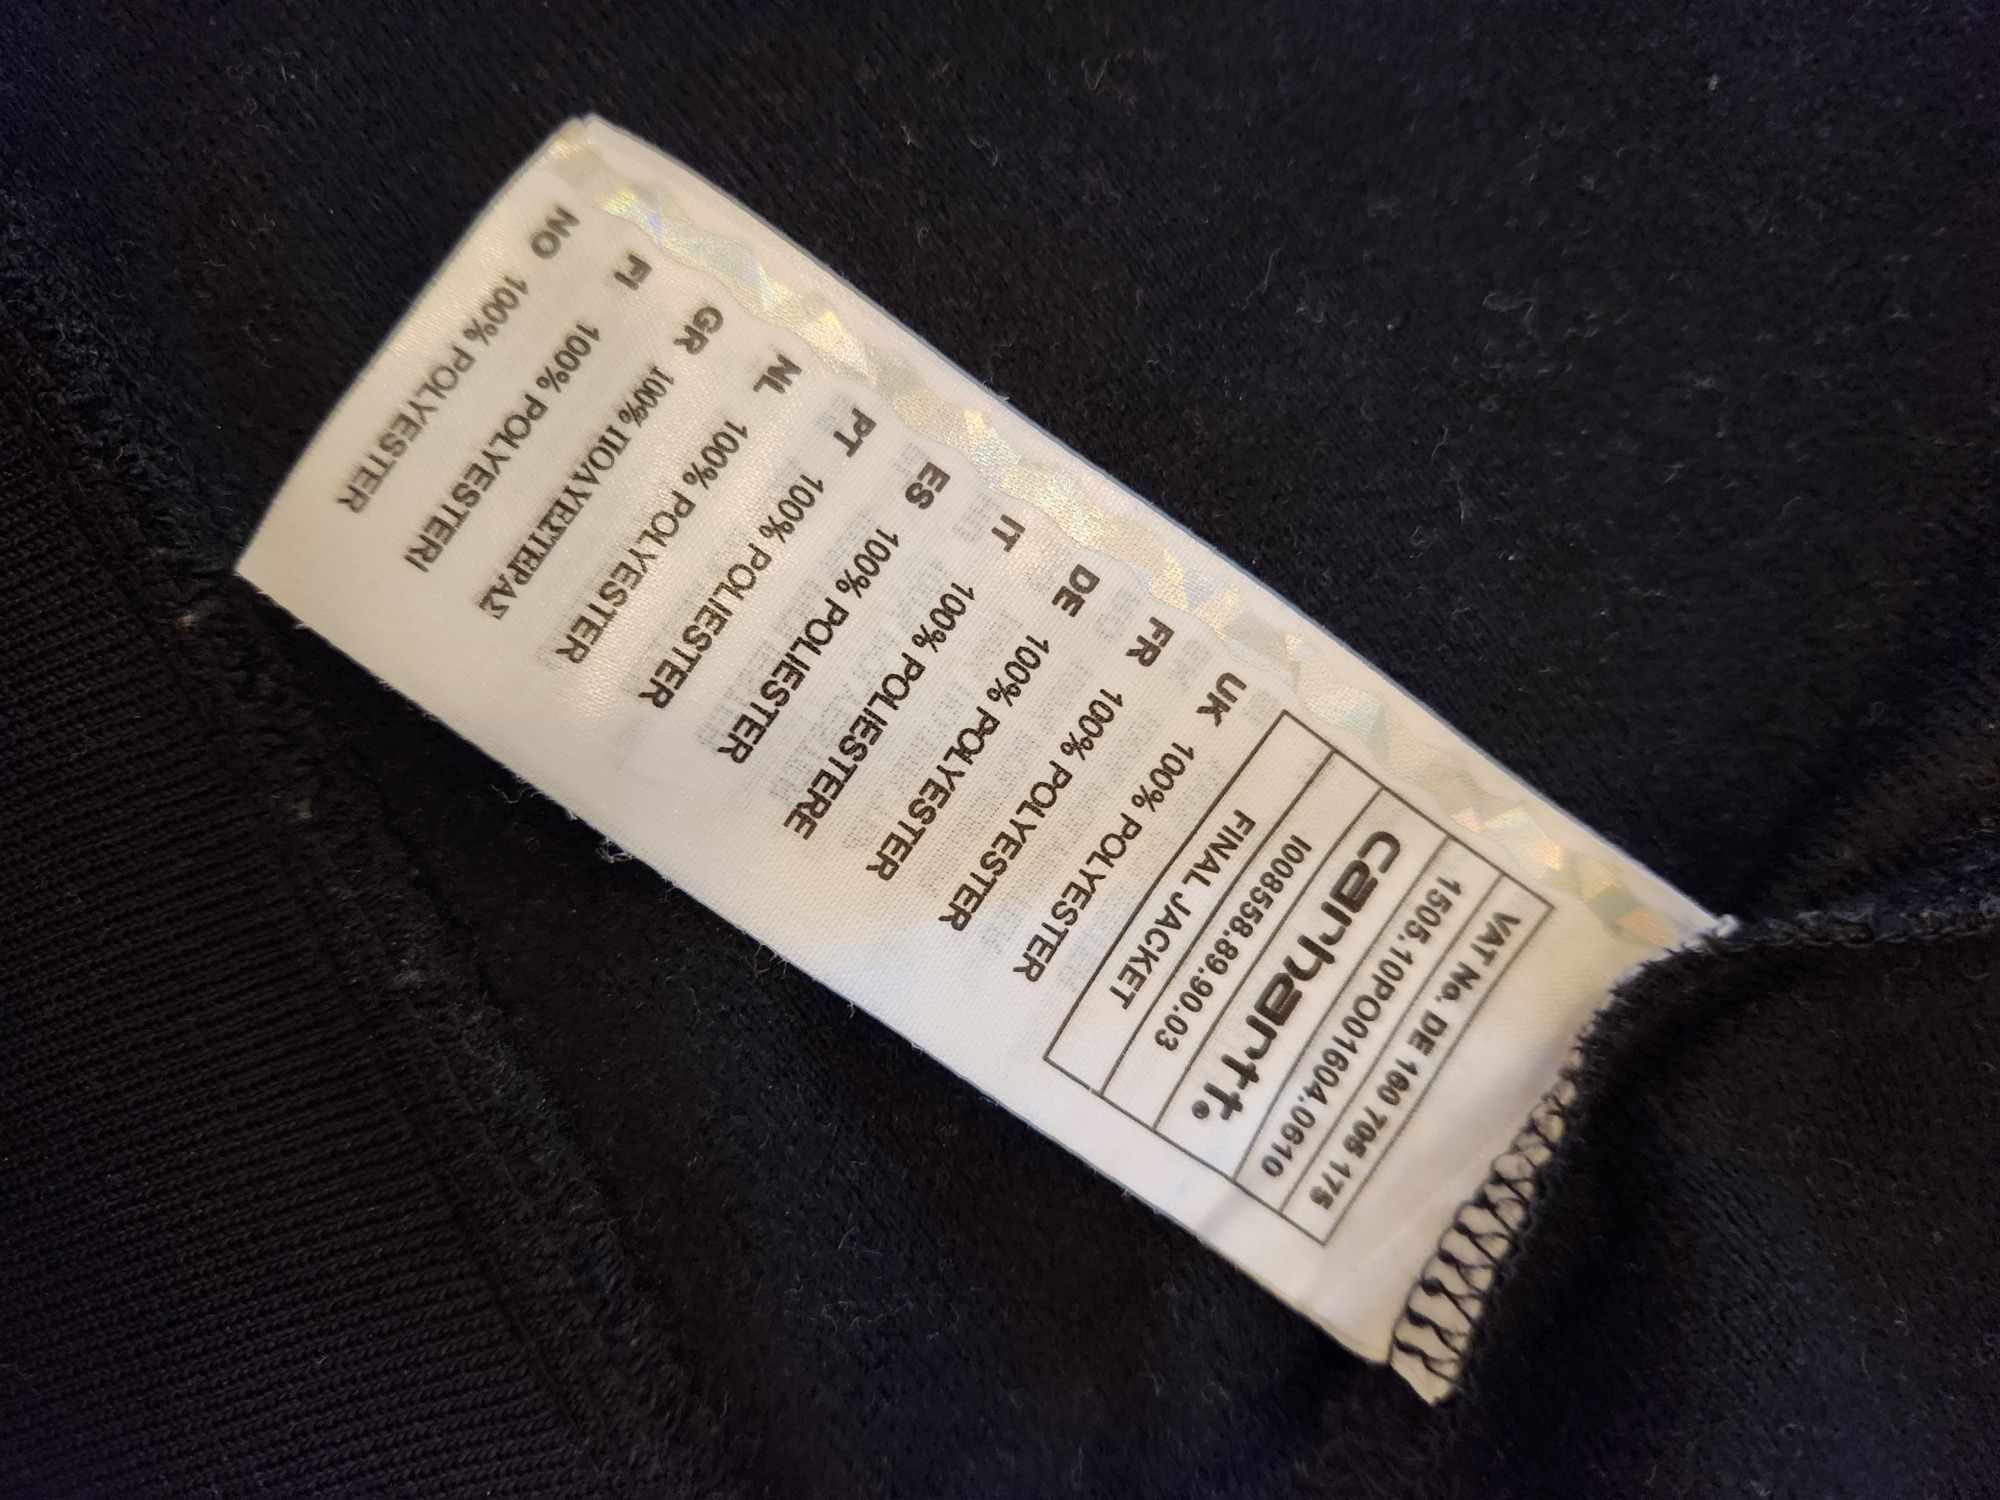 VAT No. DE 160 705 175
1505.10PO001604.0610
carhartt.
I008558.89.90.03
FINAL JACKET
UK 100% POLYESTER
FR 100% POLYESTER
DE 100% POLYESTER
IT 100% POLIESTERE
ES 100% POLIESTER
PT 100% POLIESTER
NL 100% POLYESTER
GR 100% ΠΟΛΥΕΣΤΕΡΑΣ
FI 100% POLYESTERI
NO 100% POLYESTER